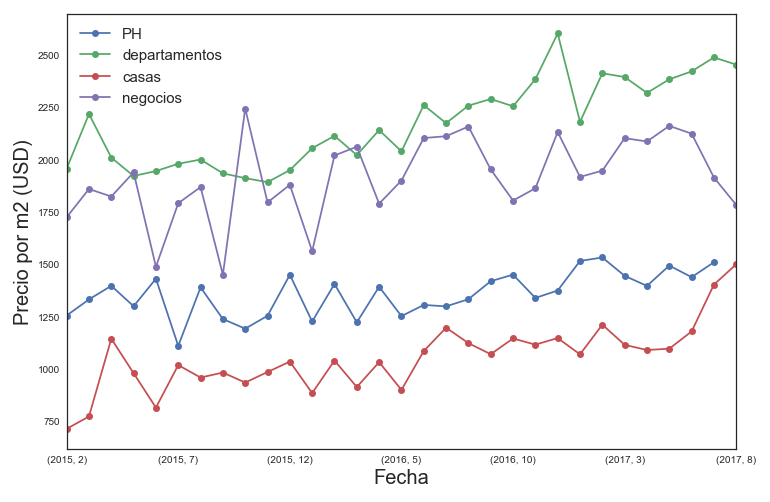 PH
departamentos
casas
negocios
Precio por m2 (USD)
2500
2250
2000
1750
1500
1250
1000
750
(2015, 2)
(2015, 7)
(2015, 12)
(2016, 5)
(2016, 10)
(2017, 3)
(2017, 8)
Fecha